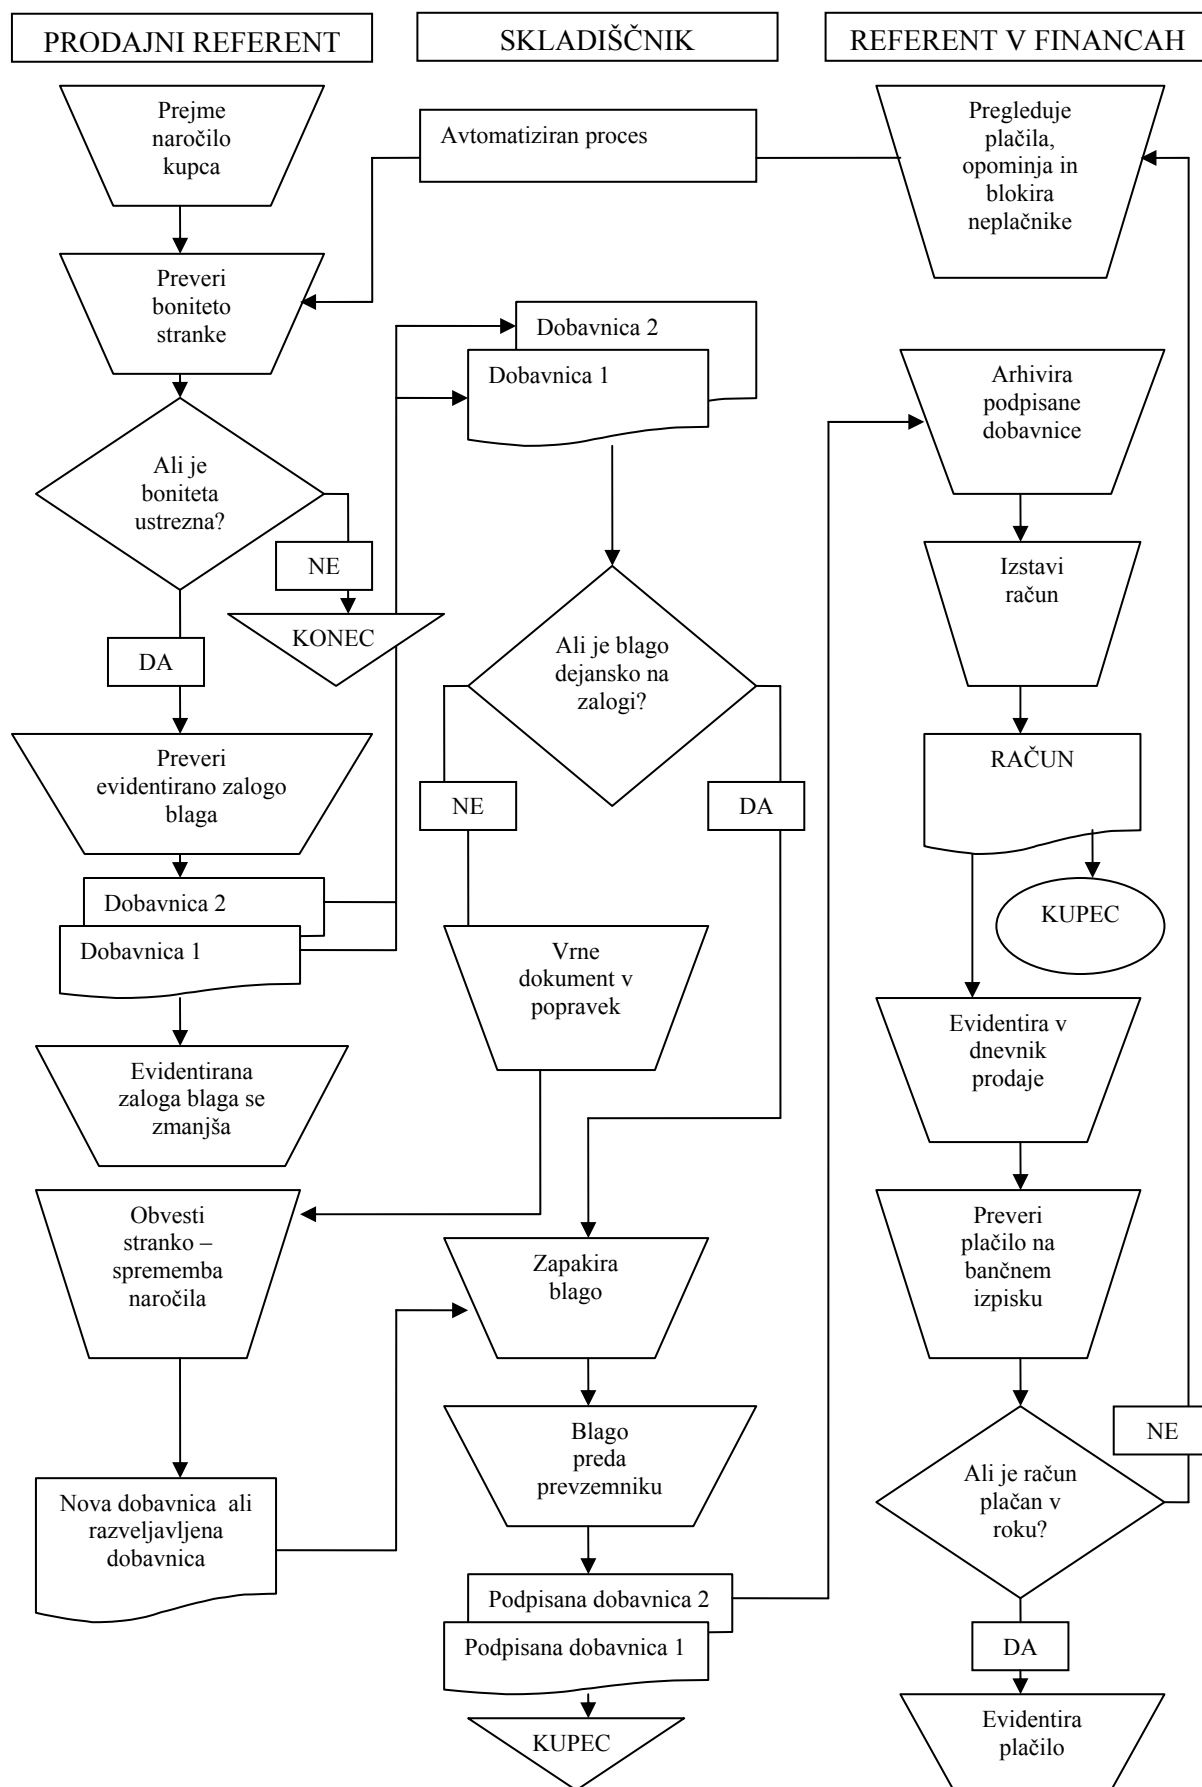 PRODAJNI REFERENT
SKLADIŠČNIK
REFERENT V FINANCAH
Prejme
naročilo
kupca
Preveri
boniteto
stranke
Ali je
boniteta
ustrezna?
NE
KONEC
DA
Preveri
evidentirano zalogo
blaga
Dobavnica 2
Dobavnica 1
Evidentirana
zaloga blaga se
zmanjša
Obvesti
stranko –
sprememba
naročila
Nova dobavnica ali
razveljavljena
dobavnica
Avtomatiziran proces
Dobavnica 2
Dobavnica 1
Ali je blago
dejansko na
zalogi?
NE
DA
Vrne
dokument v
popravek
Zapakira
blago
Blago
preda
prevzemniku
Podpisana dobavnica 2
Podpisana dobavnica 1
KUPEC
Pregleduje
plačila,
opominja in
blokira
neplačnike
Arhivira
podpisane
dobavnice
Izstavi
račun
RAČUN
KUPEC
Evidentira v
dnevnik
prodaje
Preveri
plačilo na
bančnem
izpisku
NE
Ali je račun
plačan v
roku?
DA
Evidentira
plačilo